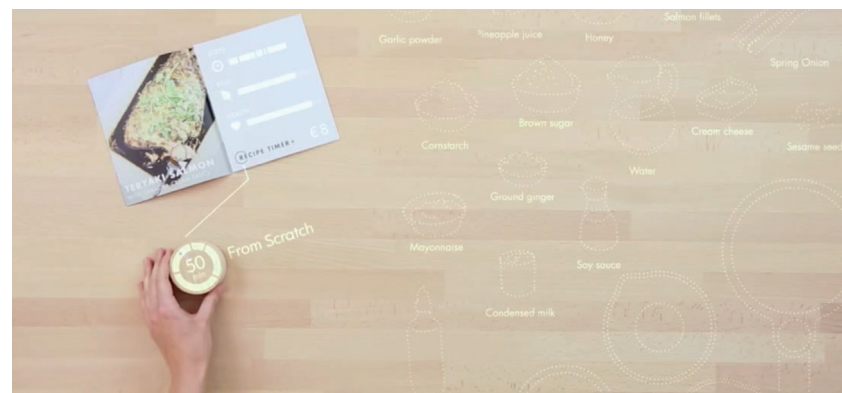 TERYAKI SALMON
€8
RECIPE TIMER
50
From Scratch
Garlic powder
Pineapple juice
Honey
Salmon fillets
Spring Onion
Cornstarch
Brown sugar
Cream cheese
Sesame seed
Water
Ground ginger
Mayonnaise
Soy sauce
Condensed milk